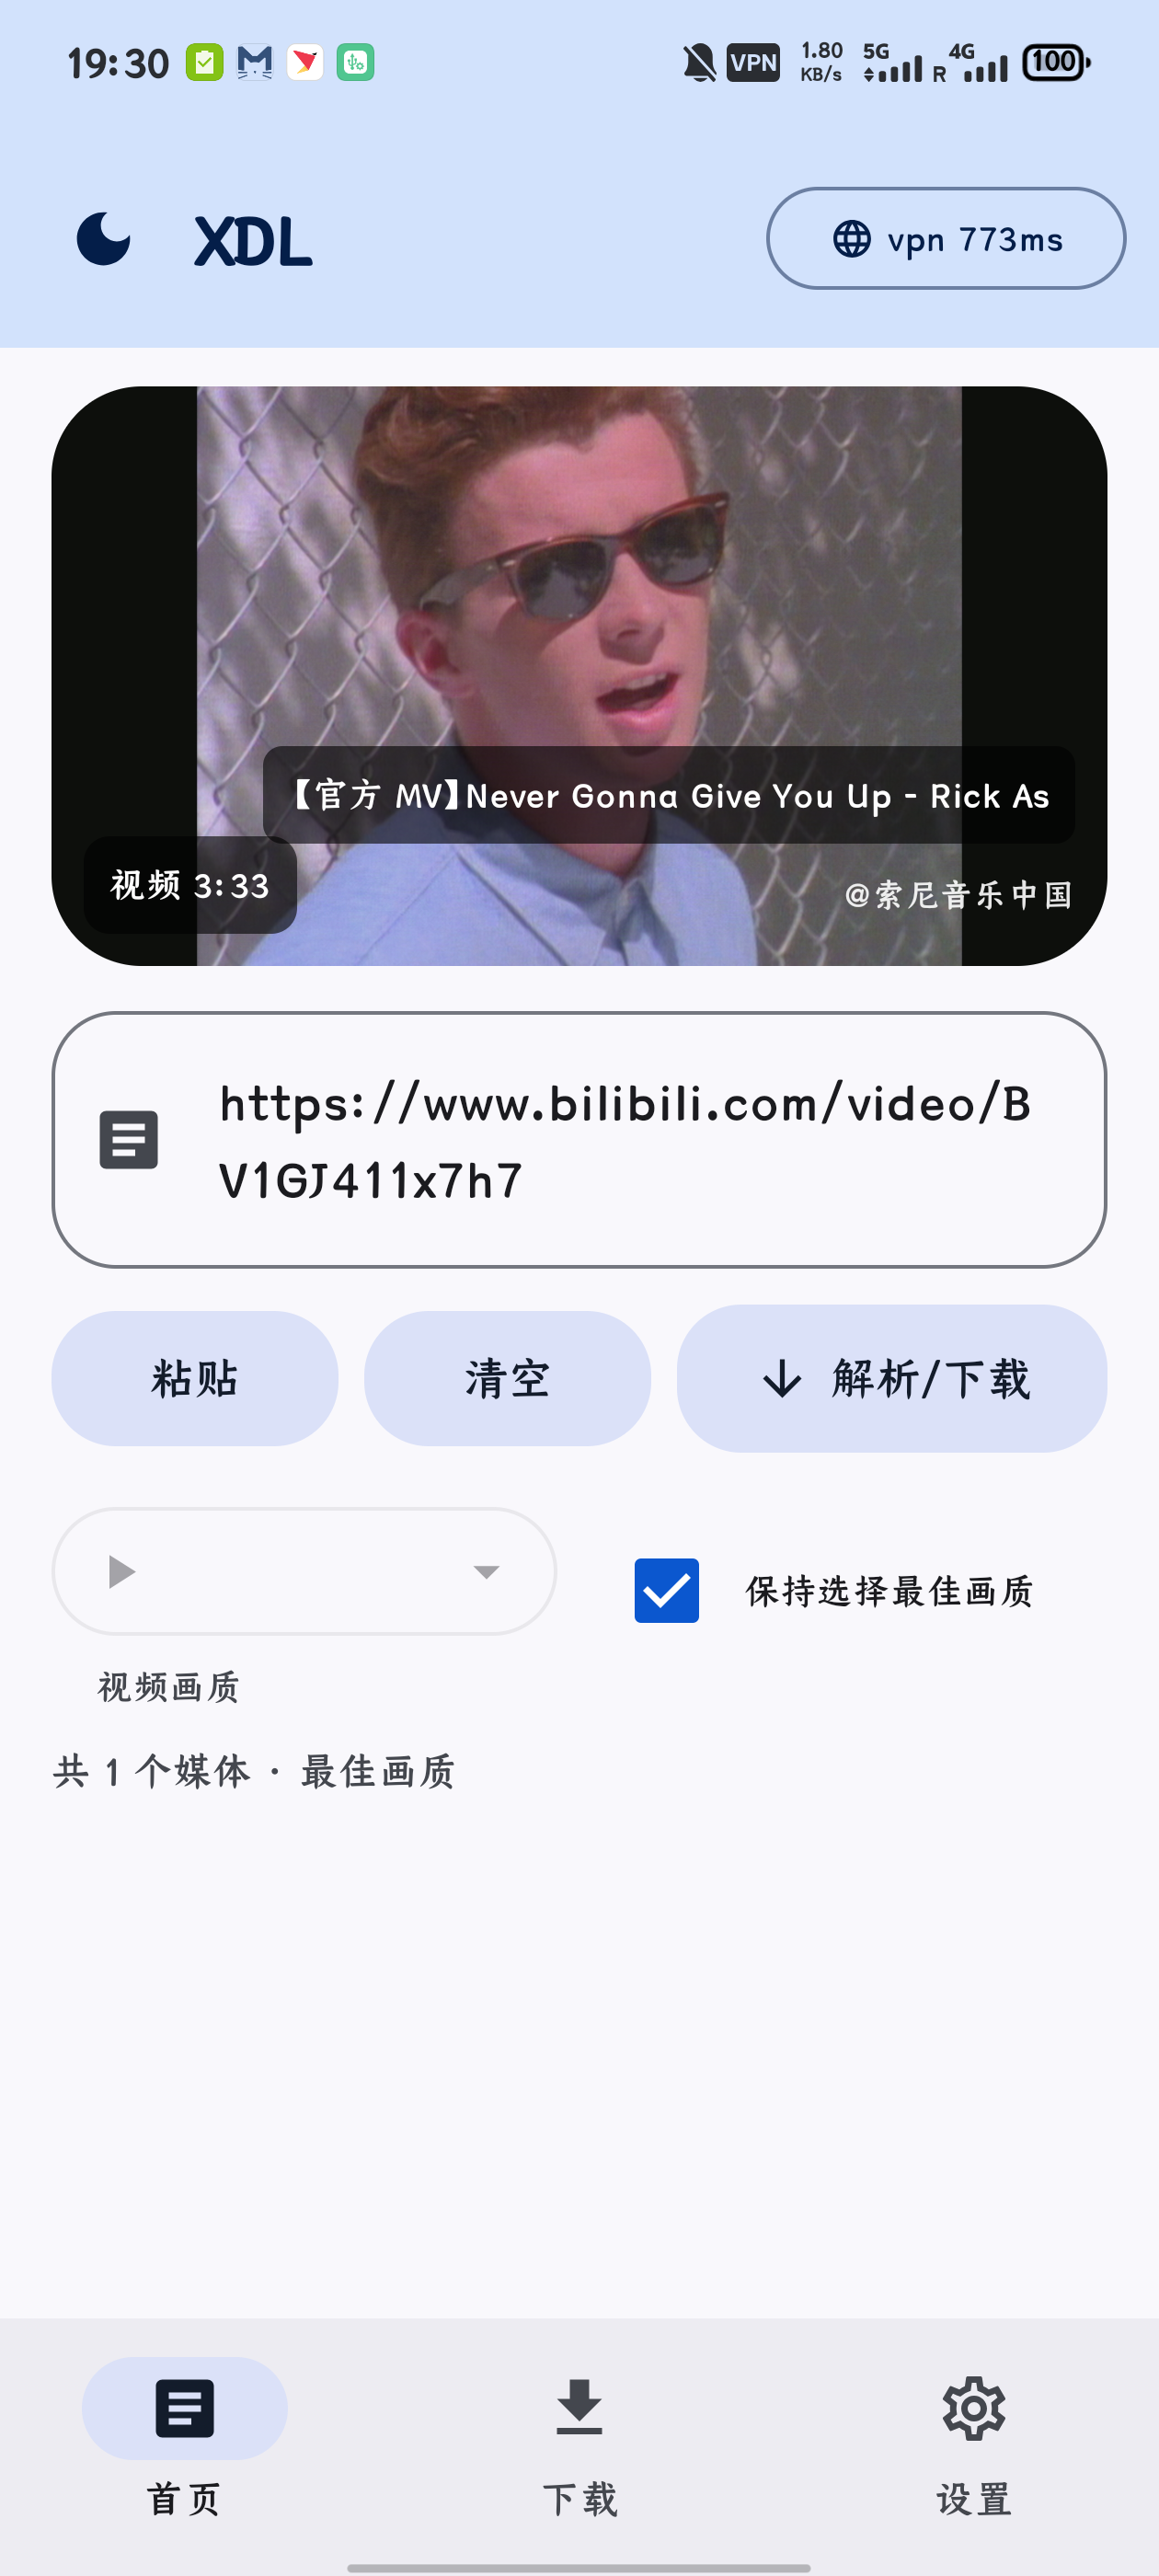 19:30
VPN
1.80
KB/s
5G
R
4G
100
XDL
vpn 773ms
【官方 MV】Never Gonna Give You Up - Rick As
视频 3:33
@索尼音乐中国
https://www.bilibili.com/video/B
V1GJ411x7h7
粘贴
清空
解析/下载
保持选择最佳画质
视频画质
共 1 个媒体 · 最佳画质
首页
下载
设置